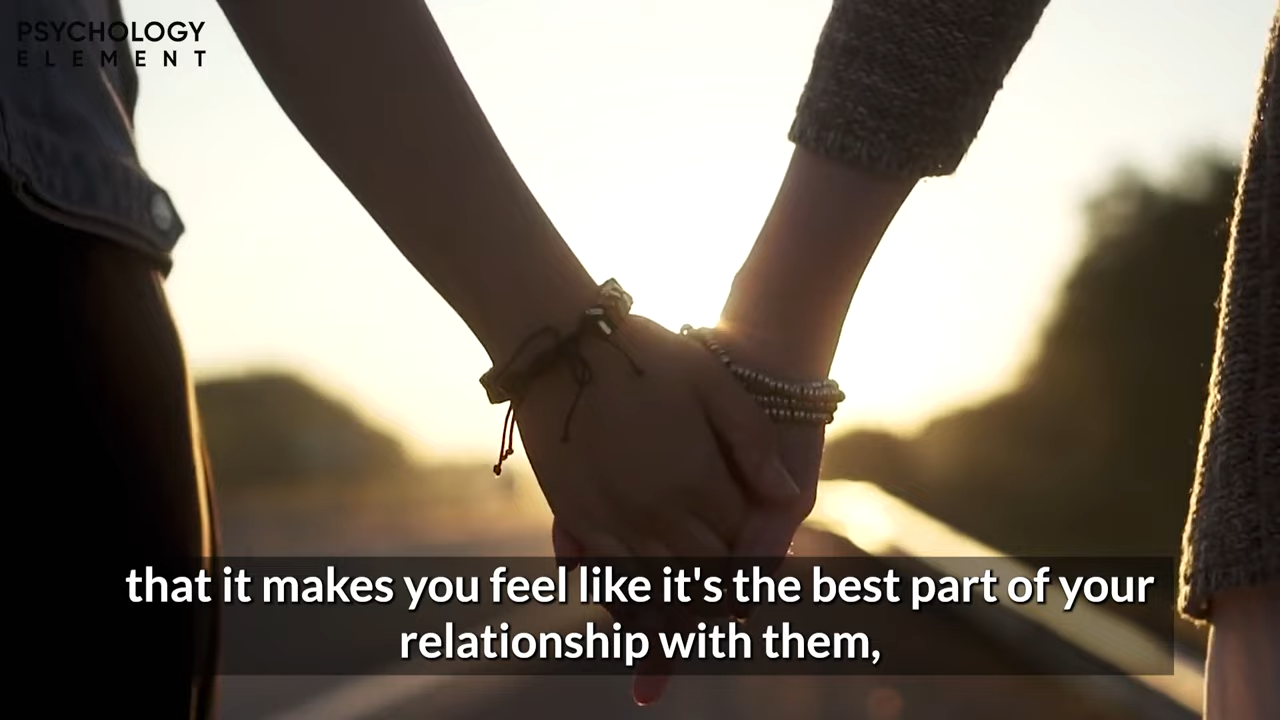 PSYCHOLOGY
ELEMENT
that it makes you feel like it's the best part of your
relationship with them,